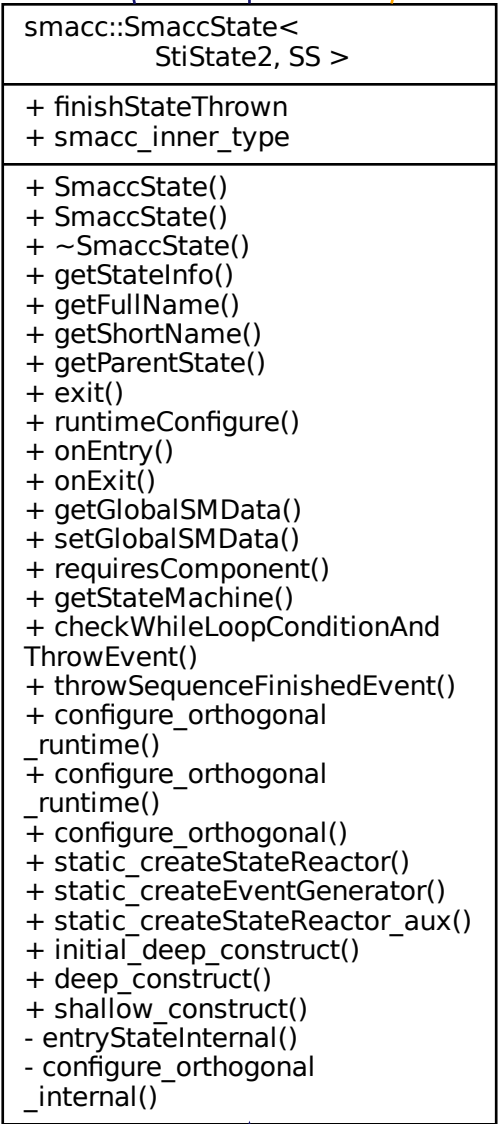 smacc::SmaccState<
StiState2, SS >
+ finishStateThrown
+ smacc_inner_type
+ SmaccState()
+ SmaccState()
+ ~SmaccState()
+ getStateInfo()
+ getFullName()
+ getShortName()
+ getParentState()
+ exit()
+ runtimeConfigure()
+ onEntry()
+ onExit()
+ getGlobalSMData()
+ setGlobalSMData()
+ requiresComponent()
+ getStateMachine()
+ checkWhileLoopConditionAnd
ThrowEvent()
+ throwSequenceFinishedEvent()
+ configure_orthogonal
_runtime()
+ configure_orthogonal
_runtime()
+ configure_orthogonal()
+ static_createStateReactor()
+ static_createEventGenerator()
+ static_createStateReactor_aux()
+ initial_deep_construct()
+ deep_construct()
+ shallow_construct()
- entryStateInternal()
- configure_orthogonal
_internal()